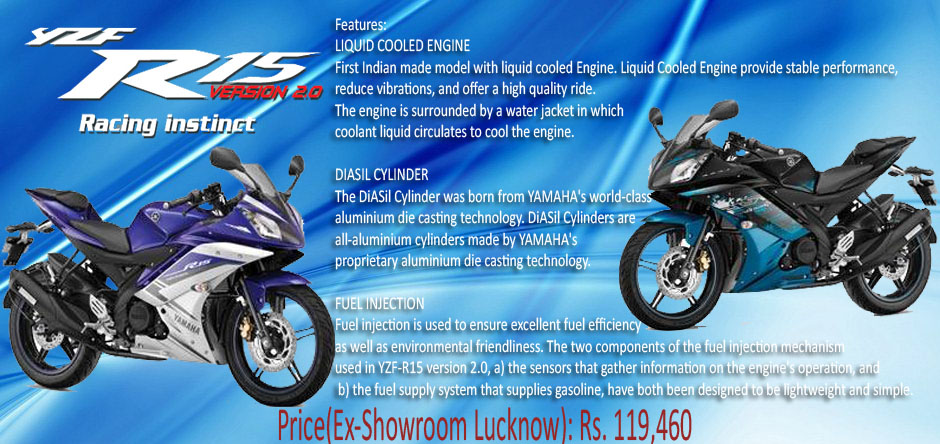 YZF
R15
VERSION 2.0
Racing instinct
Features:
LIQUID COOLED ENGINE
First Indian made model with liquid cooled Engine. Liquid Cooled Engine provide stable performance,
reduce vibrations, and offer a high quality ride.
The engine is surrounded by a water jacket in which
coolant liquid circulates to cool the engine.
DIASIL CYLINDER
The DiASil Cylinder was born from YAMAHA's world-class
aluminium die casting technology. DiASil Cylinders are
all-aluminium cylinders made by YAMAHA's
proprietary aluminium die casting technology.
FUEL INJECTION
Fuel injection is used to ensure excellent fuel efficiency
as well as environmental friendliness. The two components of the fuel injection mechanism
used in YZF-R15 version 2.0, a) the sensors that gather information on the engine's operation, and
b) the fuel supply system that supplies gasoline, have both been designed to be lightweight and simple.
R15
YAMAHA
Price(Ex-Showroom Lucknow): Rs. 119,460